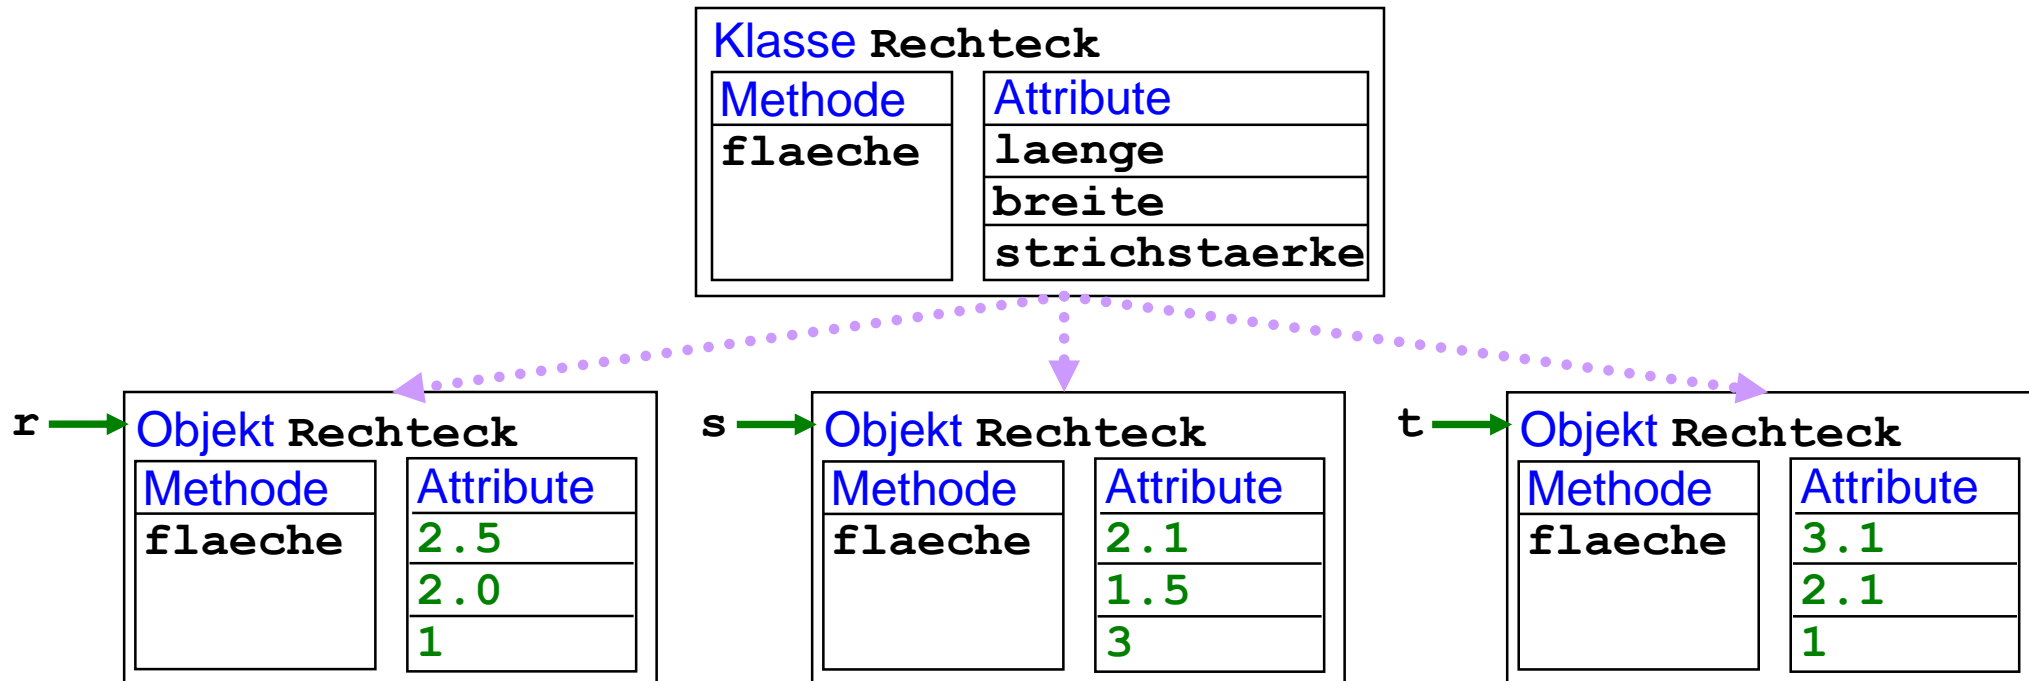 Klasse Rechteck
Methode
flaeche
Attribute
laenge
breite
strichstaerke
r
Objekt Rechteck
Methode
flaeche
Attribute
2.5
2.0
1
s
Objekt Rechteck
Methode
flaeche
Attribute
2.1
1.5
3
t
Objekt Rechteck
Methode
flaeche
Attribute
3.1
2.1
1